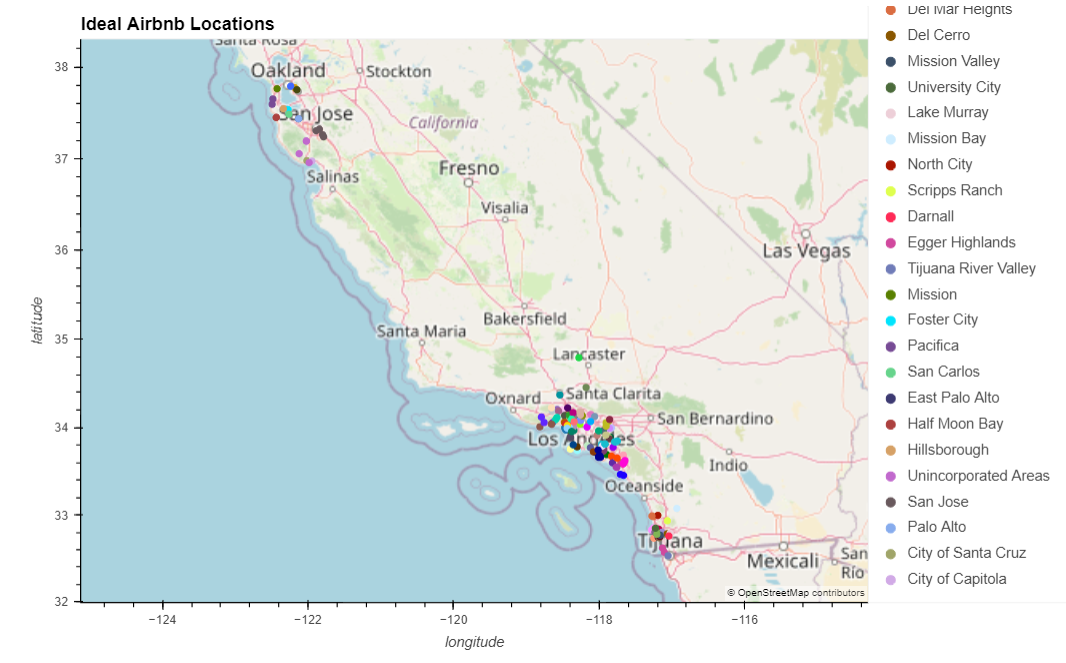 Ideal Airbnb Locations
Del Mar Heights
Del Cerro
Mission Valley
University City
Lake Murray
Mission Bay
North City
Scripps Ranch
Darnall
Egger Highlands
Tijuana River Valley
Mission
Foster City
Pacifica
San Carlos
East Palo Alto
Half Moon Bay
Hillsborough
Unincorporated Areas
San Jose
Palo Alto
City of Santa Cruz
City of Capitola
Santa Rosa
Oakland
Stockton
San Jose
California
Fresno
Salinas
Visalia
Las Vegas
Bakersfield
Santa Maria
Lancaster
Oxnard
Santa Clarita
San Bernardino
Los Angeles
Indio
Oceanside
Tijuana
Mexicali
San
Río
© OpenStreetMap contributors
38
37
36
35
34
33
32
latitude
−124
−122
−120
−118
−116
longitude